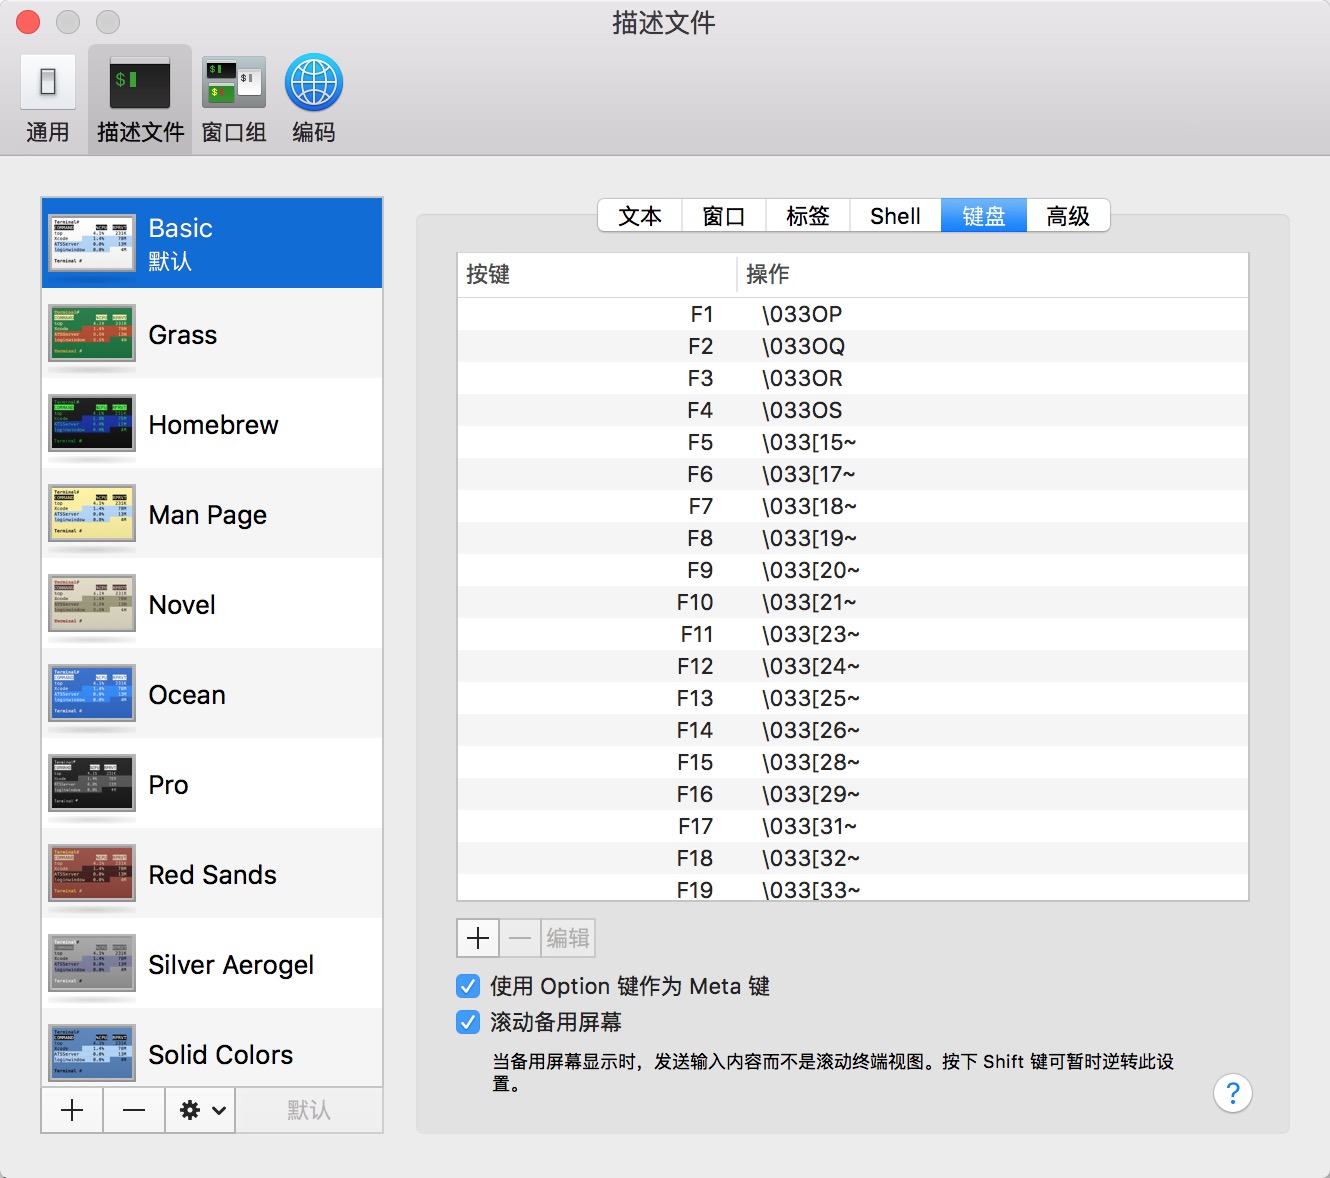 描述文件
通用
描述文件
窗口组
编码
Basic
默认
Grass
Homebrew
Man Page
Novel
Ocean
Pro
Red Sands
Silver Aerogel
Solid Colors
默认
文本 窗口 标签 Shell 键盘 高级
按键 操作
F1 \033OP
F2 \033OQ
F3 \033OR
F4 \033OS
F5 \033[15~
F6 \033[17~
F7 \033[18~
F8 \033[19~
F9 \033[20~
F10 \033[21~
F11 \033[23~
F12 \033[24~
F13 \033[25~
F14 \033[26~
F15 \033[28~
F16 \033[29~
F17 \033[31~
F18 \033[32~
F19 \033[33~
编辑
使用 Option 键作为 Meta 键
滚动备用屏幕
当备用屏幕显示时，发送输入内容而不是滚动终端视图。按下 Shift 键可暂时逆转此设
置。
?